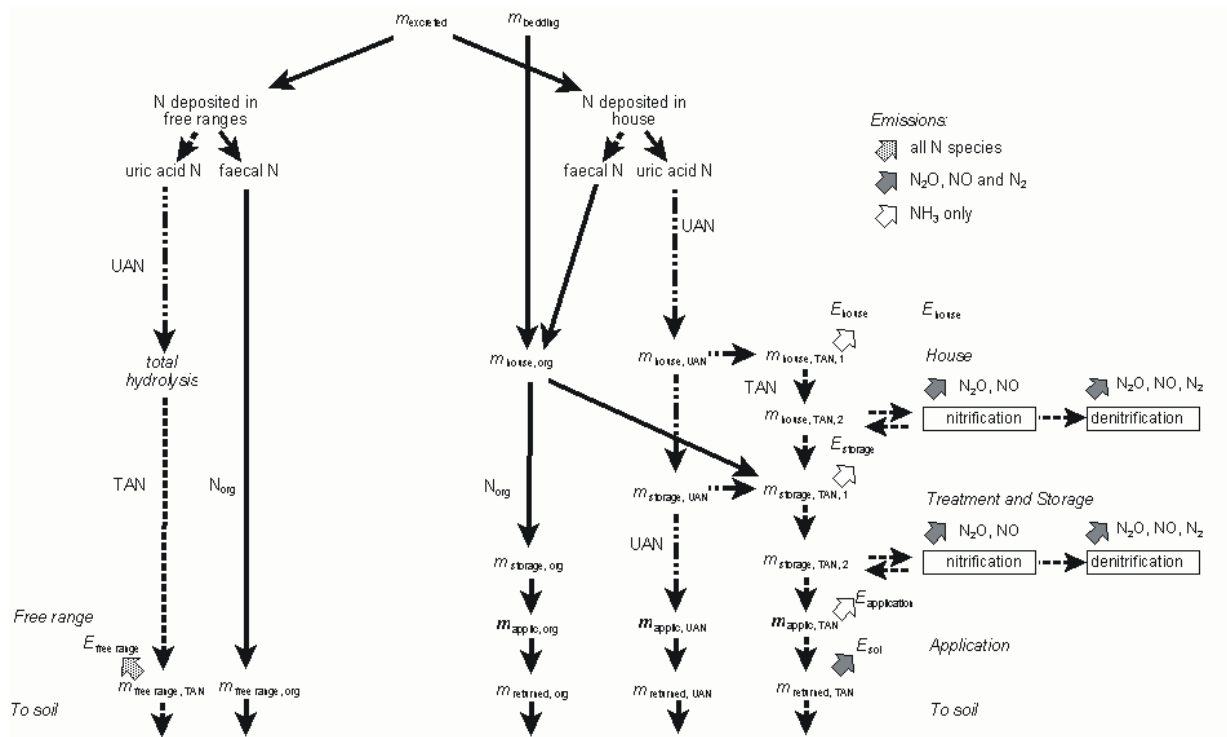 m excreted
m bedding
N deposited in
free ranges
N deposited in
house
Emissions:
all N species
N2O, NO and N2
NH3 only
uric acid N
faecal N
faecal N
uric acid N
UAN
UAN
E house
E house
total
hydrolysis
m house, org
m house, UAN
m house, TAN, 1
House
TAN
N2O, NO
N2O, NO, N2
m house, TAN, 2
nitrification
denitrification
E storage
TAN
Norg
Norg
m storage, UAN
m storage, TAN, 1
Treatment and Storage
N2O, NO
N2O, NO, N2
UAN
m storage, org
m storage, TAN, 2
nitrification
denitrification
E application
Free range
m applic, org
m applic, UAN
m applic, TAN
E free range
E soil
Application
m free range, TAN
m free range, org
m returned, org
m returned, UAN
m returned, TAN
To soil
To soil